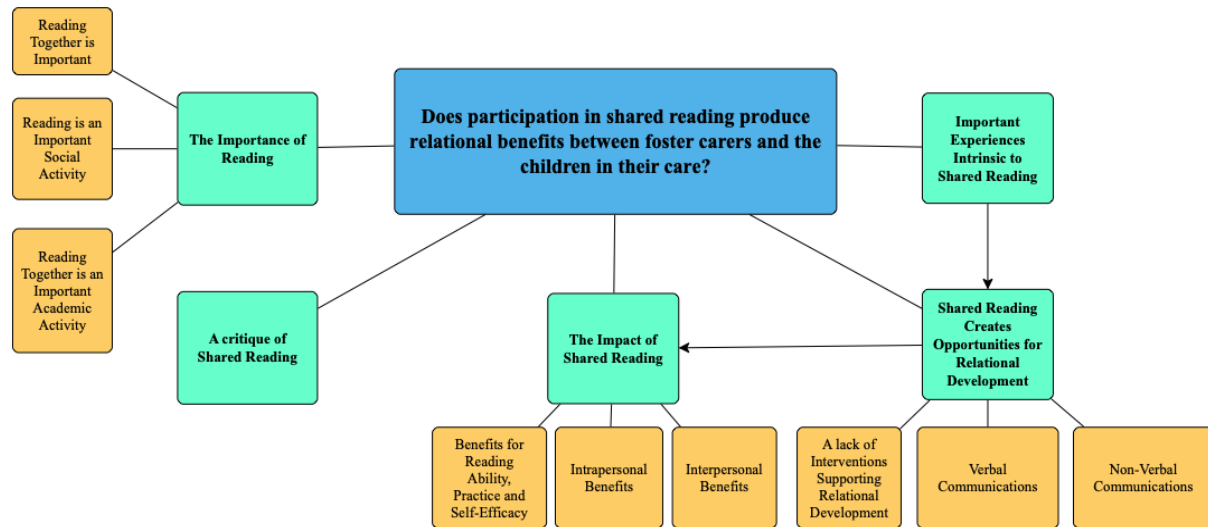 Reading
Together is
Important
Reading is an
Important
Social
Activity
Reading
Together is an
Important
Academic
Activity
The Importance of
Reading
Does participation in shared reading produce
relational benefits between foster carers and the
children in their care?
Important
Experiences
Intrinsic to
Shared Reading
A critique of
Shared Reading
The Impact of
Shared Reading
Shared Reading
Creates
Opportunities for
Relational
Development
Benefits for
Reading
Ability,
Practice and
Self-Efficacy
Intrapersonal
Benefits
Interpersonal
Benefits
A lack of
Interventions
Supporting
Relational
Development
Verbal
Communications
Non-Verbal
Communications